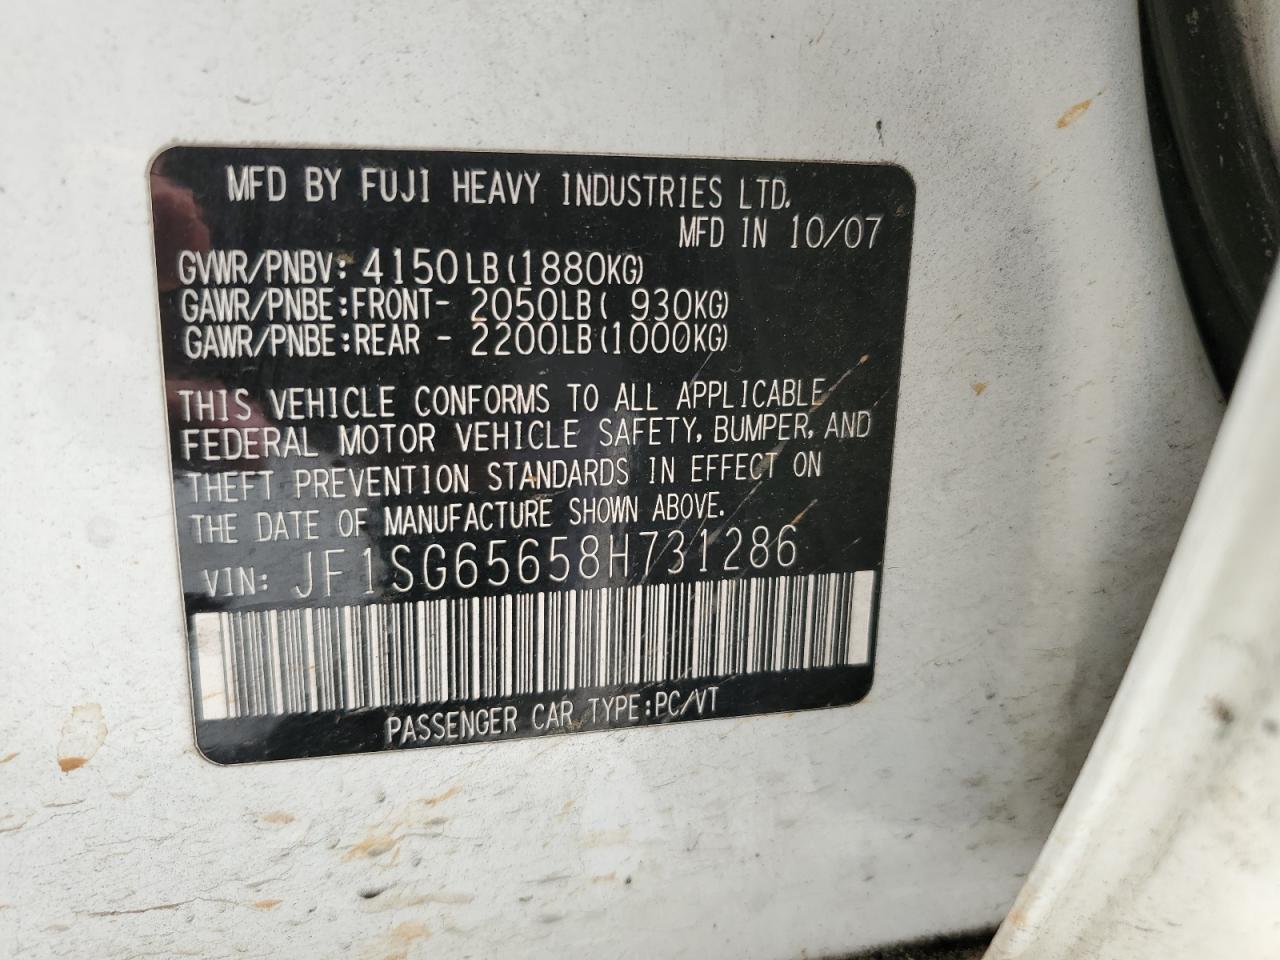 MFD BY FUJI HEAVY INDUSTRIES LTD.
MFD IN 10/07
GVWR/PNBV: 4150LB(1880KG)
GAWR/PNBE:FRONT- 2050LB( 930KG)
GAWR/PNBE:REAR - 2200LB(1000KG)
THIS VEHICLE CONFORMS TO ALL APPLICABLE
FEDERAL MOTOR VEHICLE SAFETY, BUMPER, AND
THEFT PREVENTION STANDARDS IN EFFECT ON
THE DATE OF MANUFACTURE SHOWN ABOVE.
VIN: JF1SG65658H731286
PASSENGER CAR TYPE:PC/VT